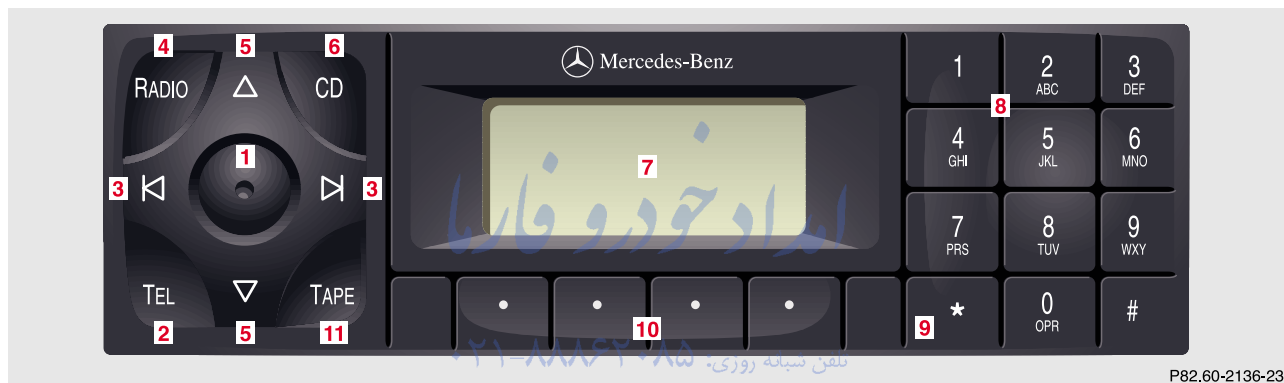 4 5 6
RADIO CD
1
3 3
TEL TAPE
2 5 11
Mercedes-Benz
7
امداد خودرو فارما
10
تلفن شبانه روزی: ۰۲۱-۸۸۸۶۲۰۸۵
1 2 ABC 3 DEF
8
4 GHI 5 JKL 6 MNO
7 PRS 8 TUV 9 WXY
* 0 OPR #
9
P82.60-2136-23